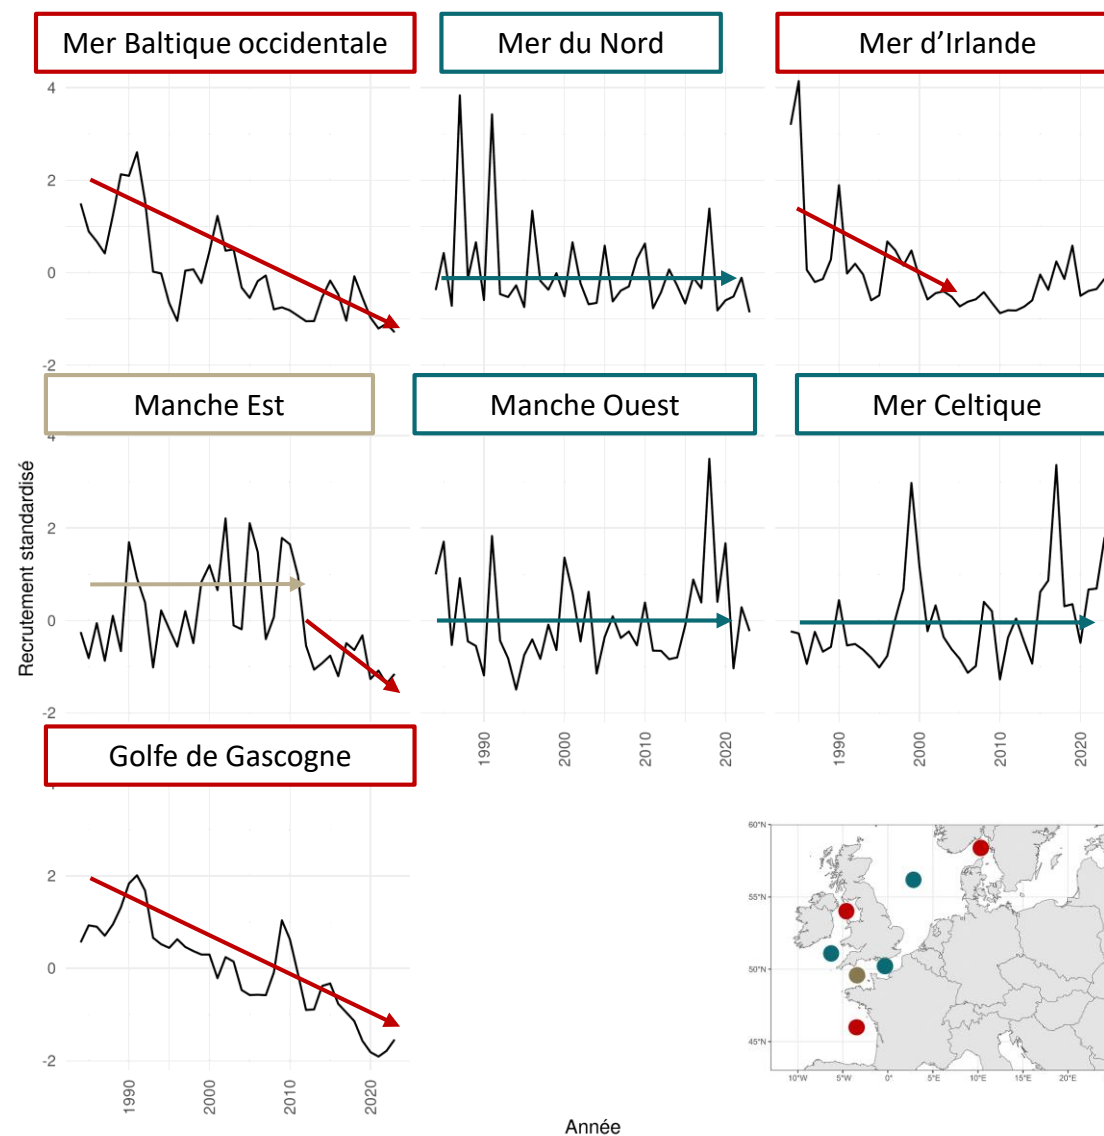 Mer Baltique occidentale
Mer du Nord
Mer d’Irlande
4
2
0
-2
Manche Est
Manche Ouest
Mer Celtique
4
2
0
-2
Recrutement standardisé
1990
2000
2010
2020
1990
2000
2010
2020
Golfe de Gascogne
2
0
-2
1990
2000
2010
2020
60°N
55°N
50°N
45°N
10°W
5°W
0°
5°E
10°E
15°E
20°E
Année